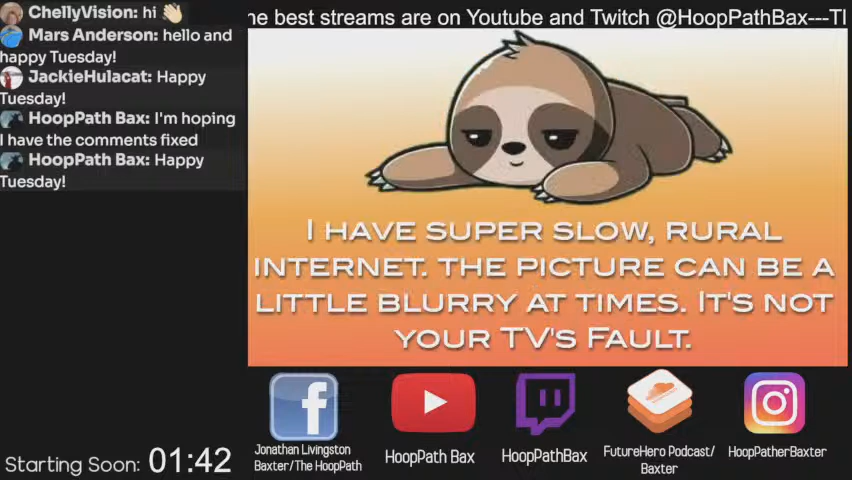 ChellyVision: hi 👋🏻
Mars Anderson: hello and
happy Tuesday!
JackieHulacat: Happy
Tuesday!
HoopPath Bax: I'm hoping
I have the comments fixed
HoopPath Bax: Happy
Tuesday!
he best streams are on Youtube and Twitch @HoopPathBax---Tl
I HAVE SUPER SLOW, RURAL
INTERNET. THE PICTURE CAN BE A
LITTLE BLURRY AT TIMES. IT'S NOT
YOUR TV'S FAULT.
Jonathan Livingston
Baxter/The HoopPath
HoopPath Bax
HoopPathBax
FutureHero Podcast/
Baxter
HoopPatherBaxter
Starting Soon: 01:42